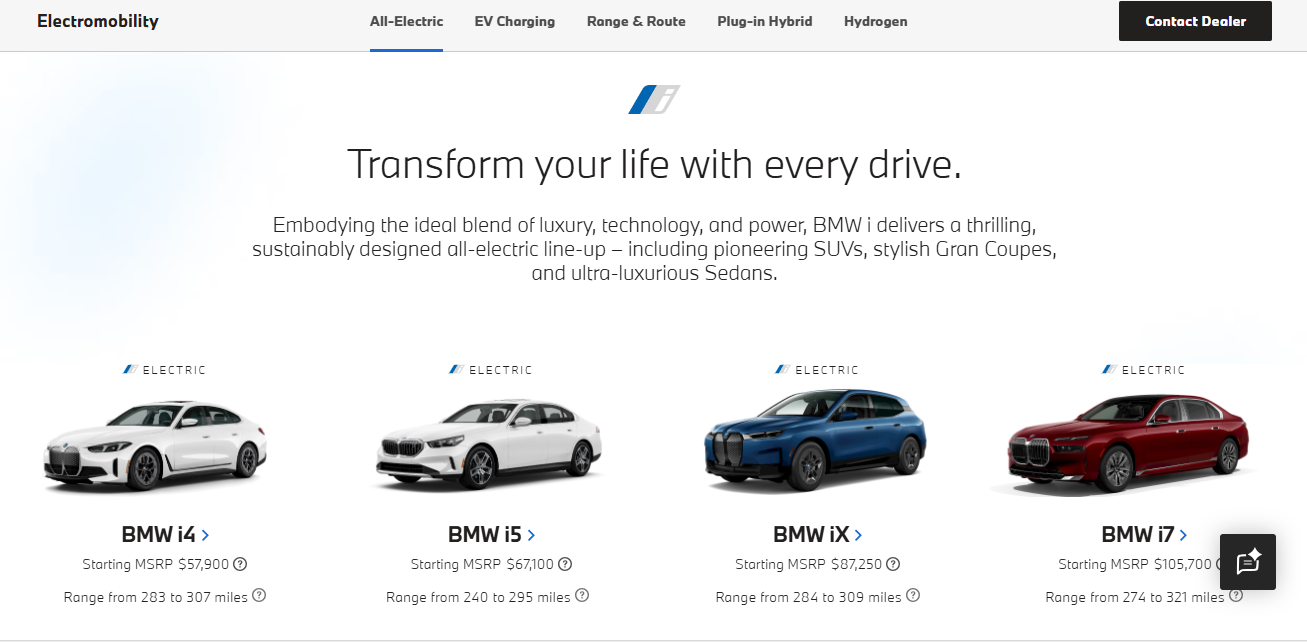 Electromobility
All-Electric
EV Charging
Range & Route
Plug-in Hybrid
Hydrogen
Contact Dealer
Transform your life with every drive.
Embodying the ideal blend of luxury, technology, and power, BMW i delivers a thrilling,
sustainably designed all-electric line-up – including pioneering SUVs, stylish Gran Coupes,
and ultra-luxurious Sedans.
ELECTRIC
BMW i4
Starting MSRP $57,900
Range from 283 to 307 miles
ELECTRIC
BMW i5
Starting MSRP $67,100
Range from 240 to 295 miles
ELECTRIC
BMW iX
Starting MSRP $87,250
Range from 284 to 309 miles
ELECTRIC
BMW i7
Starting MSRP $105,700
Range from 274 to 321 miles